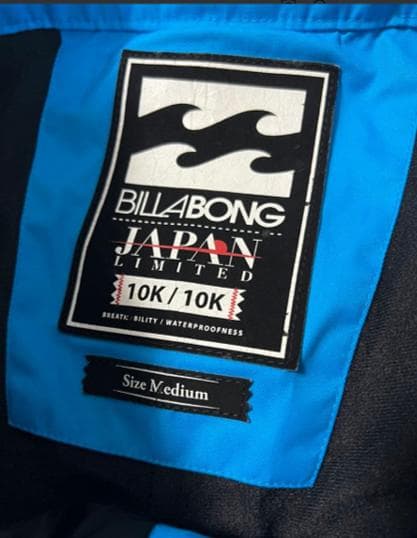 BILLABONG
JAPAN
LIMITED
10K / 10K
BREATHABILITY / WATERPROOFNESS
Size Medium